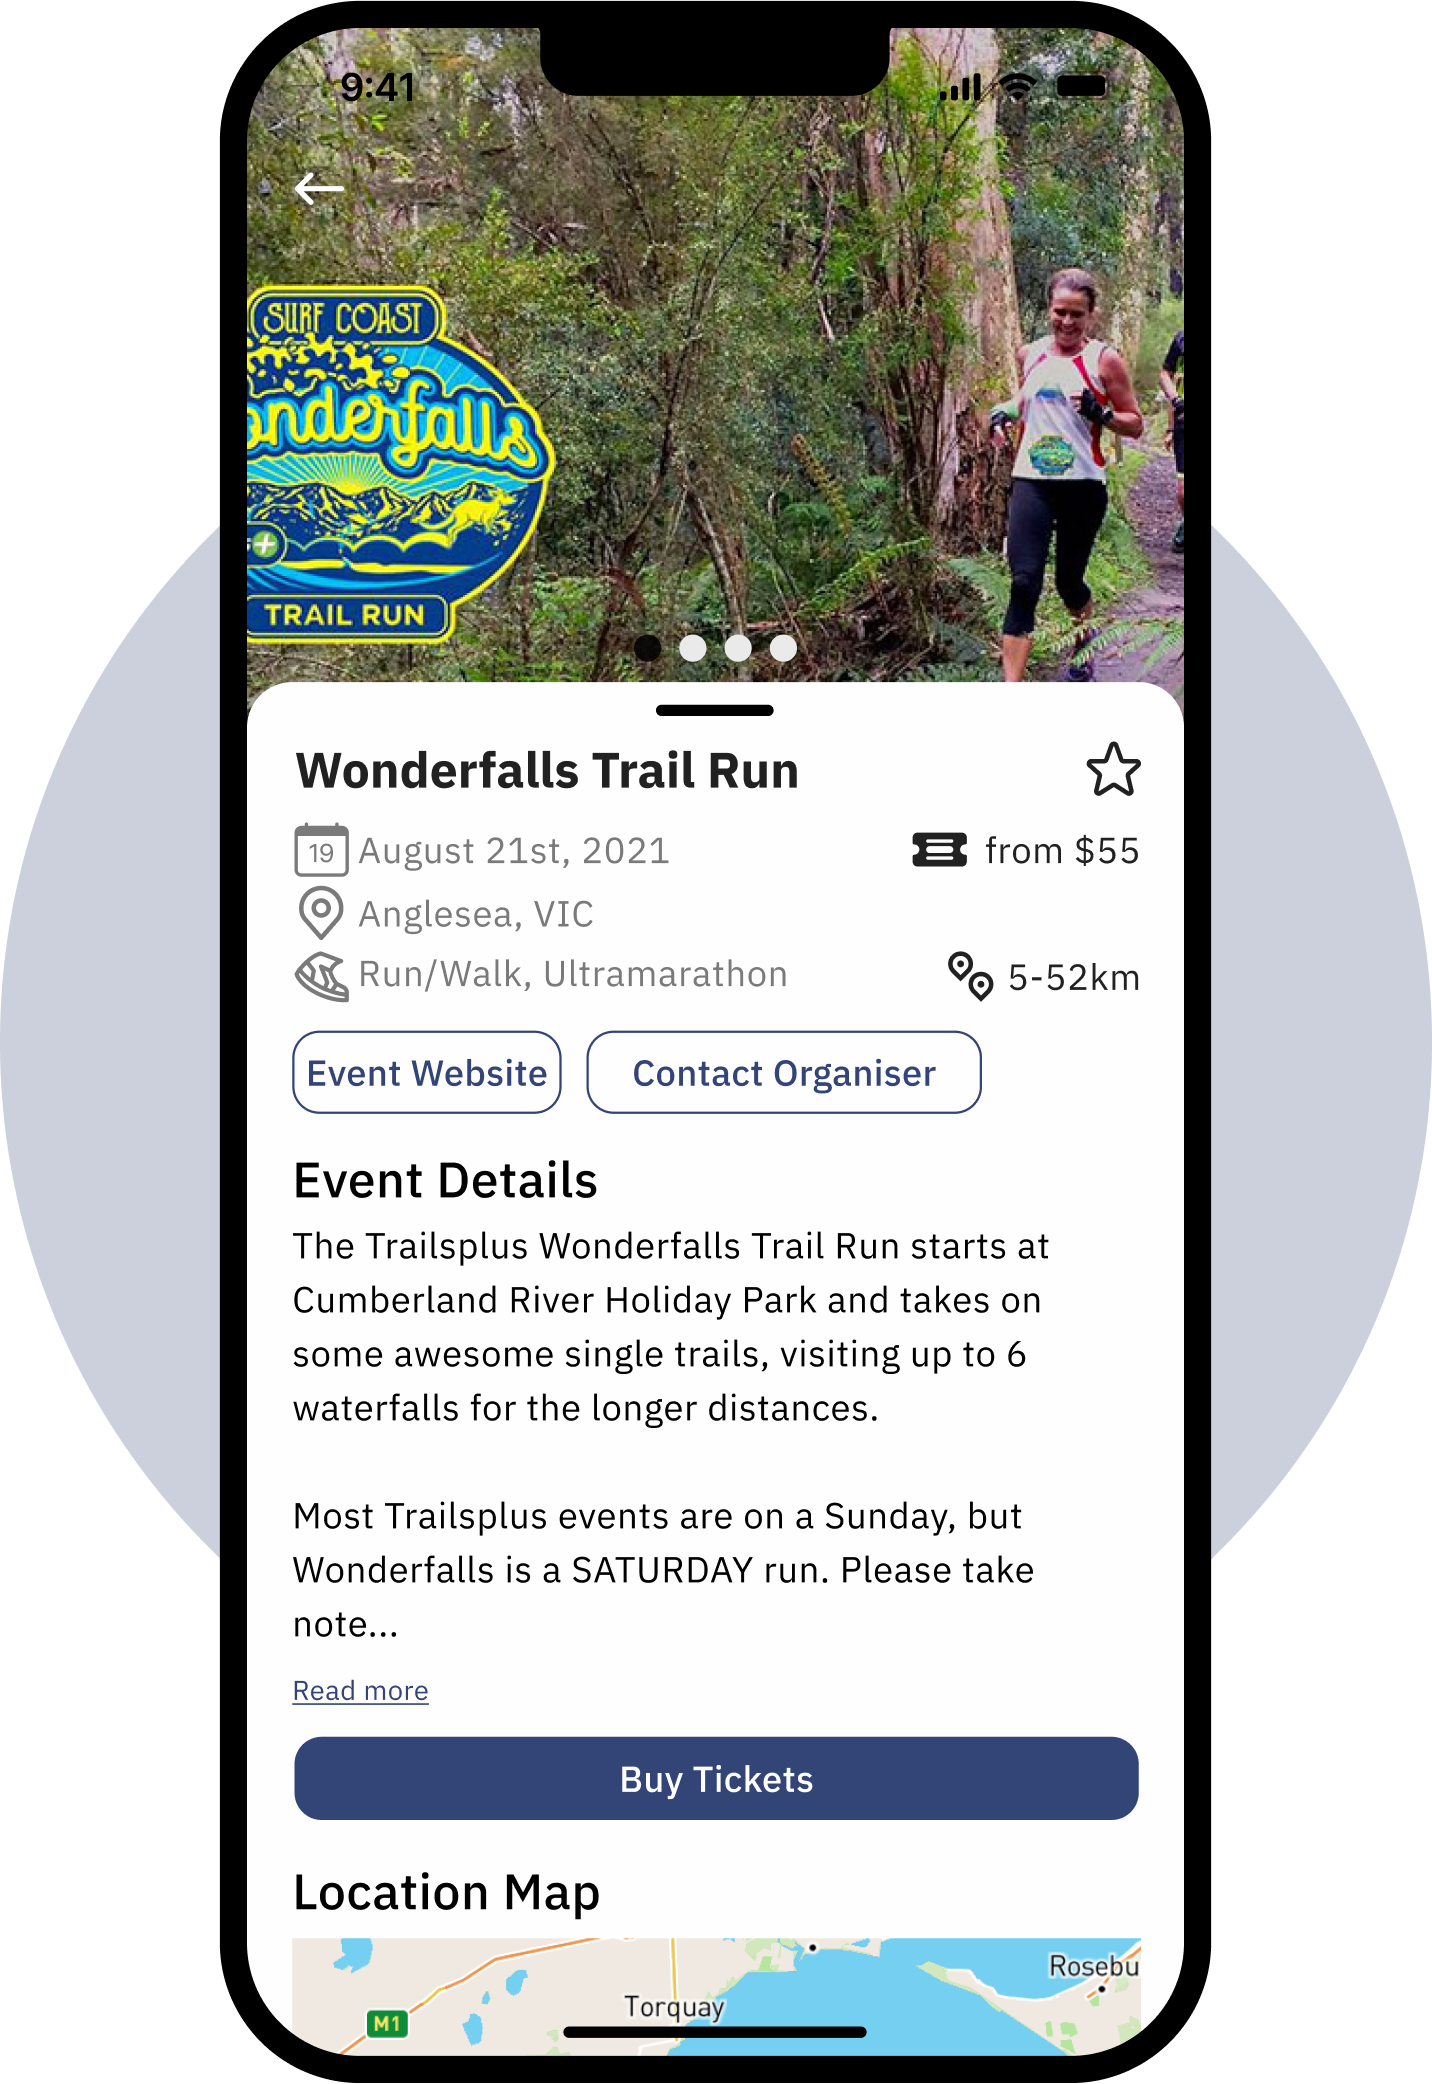 9:41
SURF COAST
onderfalls
TRAIL RUN
Wonderfalls Trail Run
19 August 21st, 2021
from $55
Anglesea, VIC
Run/Walk, Ultramarathon
5-52km
Event Website
Contact Organiser
Event Details
The Trailsplus Wonderfalls Trail Run starts at
Cumberland River Holiday Park and takes on
some awesome single trails, visiting up to 6
waterfalls for the longer distances.
Most Trailsplus events are on a Sunday, but
Wonderfalls is a SATURDAY run. Please take
note...
Read more
Buy Tickets
Location Map
Rosebu
Torquay
M1